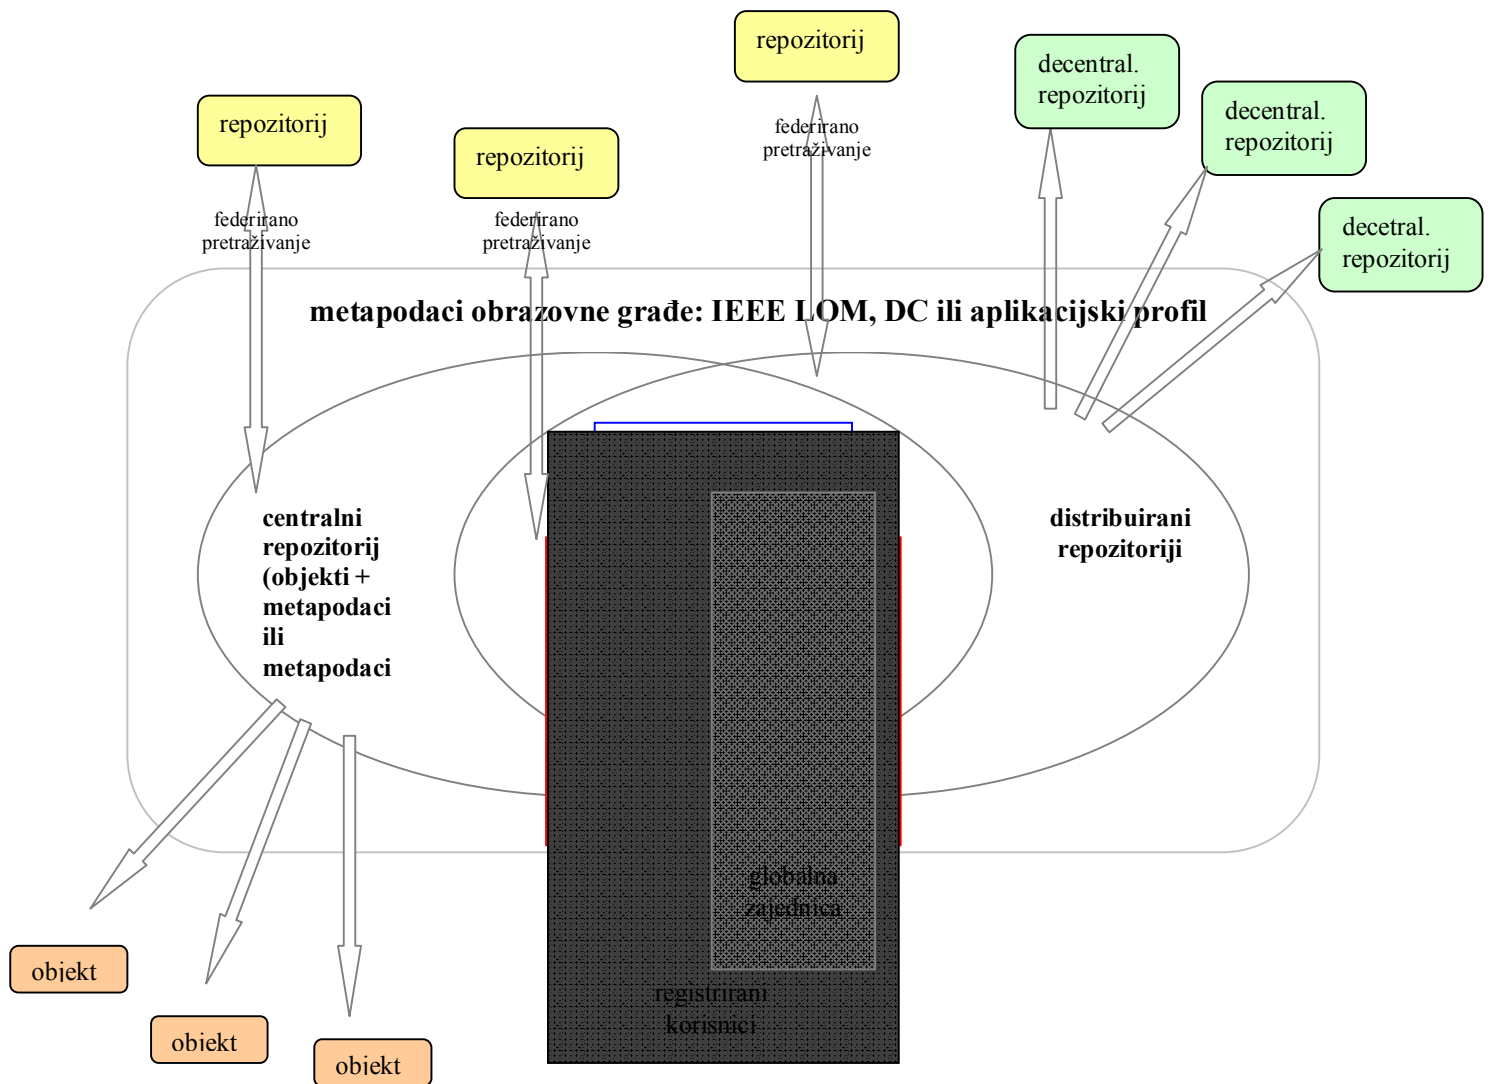 repozitorij
decentral.
repozitorij
decentral.
repozitorij
repozitorij
repozitorij
federirano
pretraživanje
decetral.
repozitorij
federirano
pretraživanje
federirano
pretraživanje
metapodaci obrazovne građe: IEEE LOM, DC ili aplikacijski profil
centralni
repozitorij
(objekti +
metapodaci
ili
metapodaci
distribuirani
repozitoriji
globalna
zajednica
registrirani
korisnici
objekt
objekt
objekt